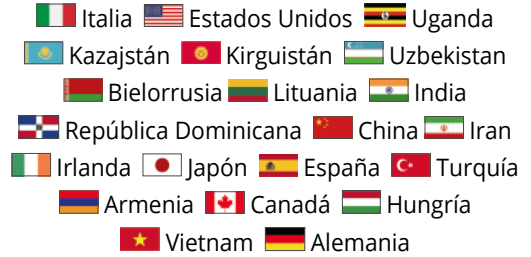 Italia Estados Unidos Uganda
Kazajstán Kirguistán Uzbekistan
Bielorrusia Lituania India
República Dominicana China Iran
Irlanda Japón España Turquía
Armenia Canadá Hungría
Vietnam Alemania